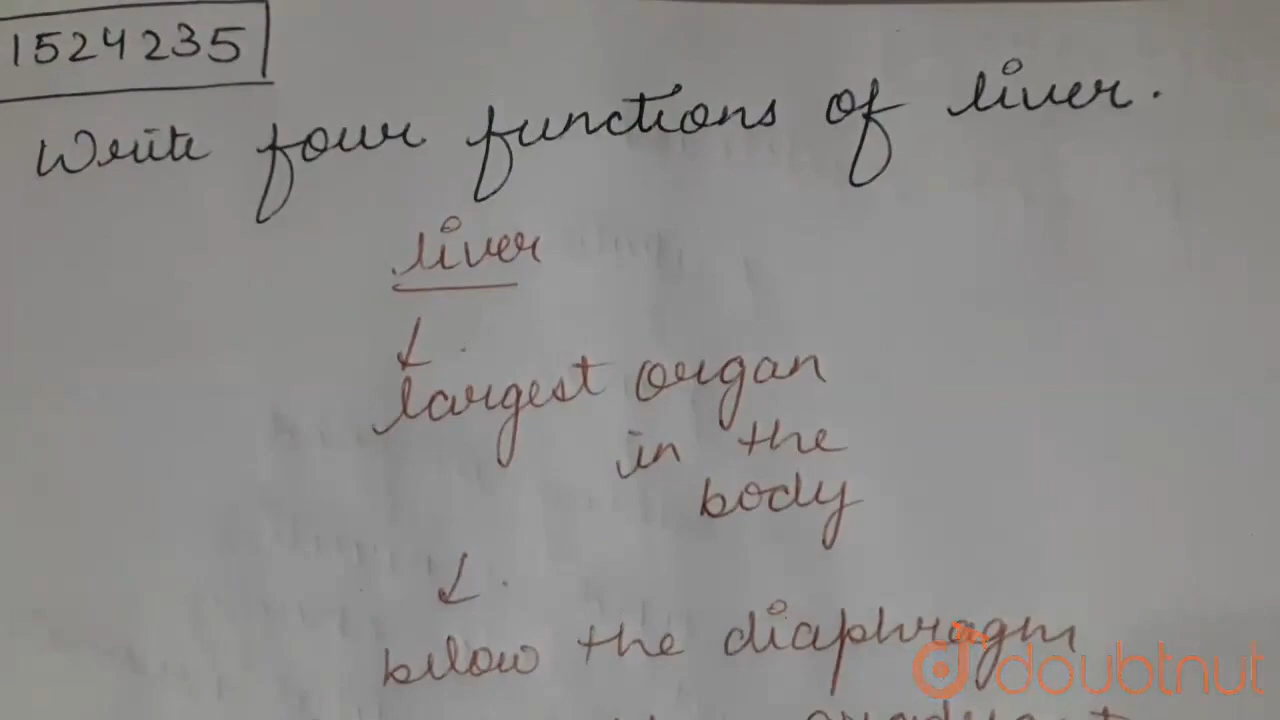 1524235
Write four functions of liver.
liver
largest organ
in the
body
below the diaphragm
doubtnut